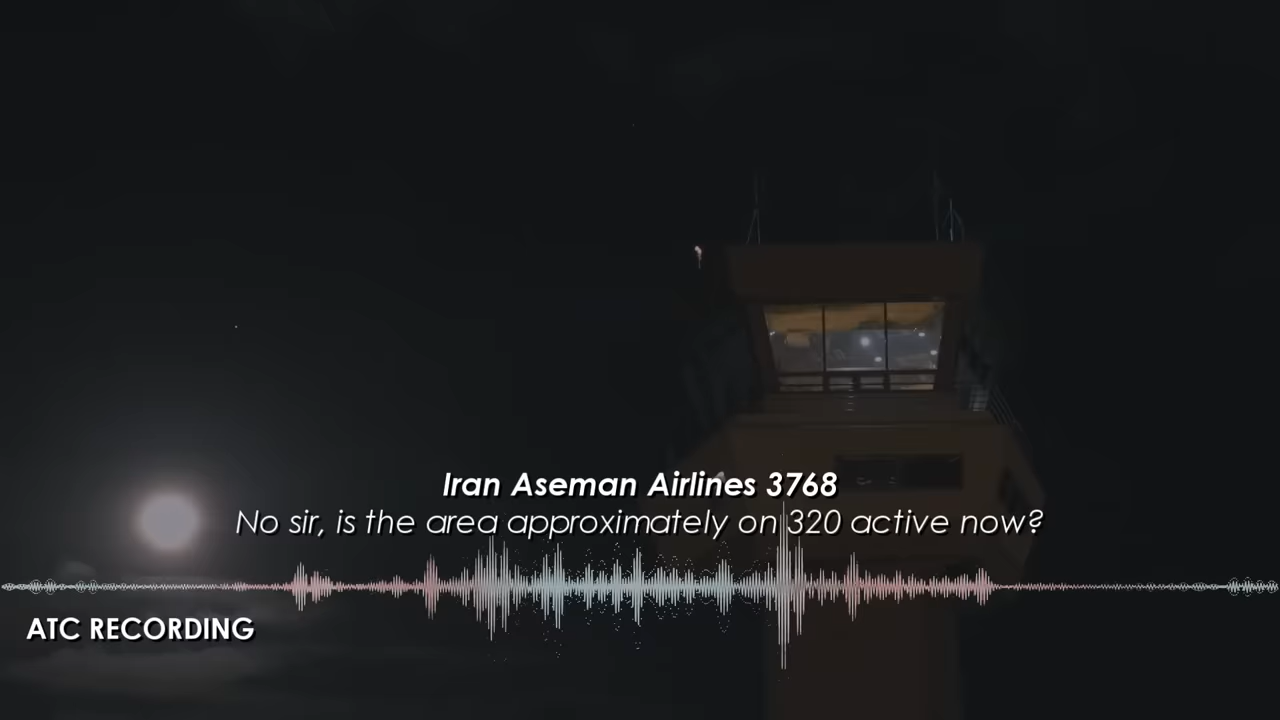 Iran Aseman Airlines 3768
No sir, is the area approximately on 320 active now?
ATC RECORDING